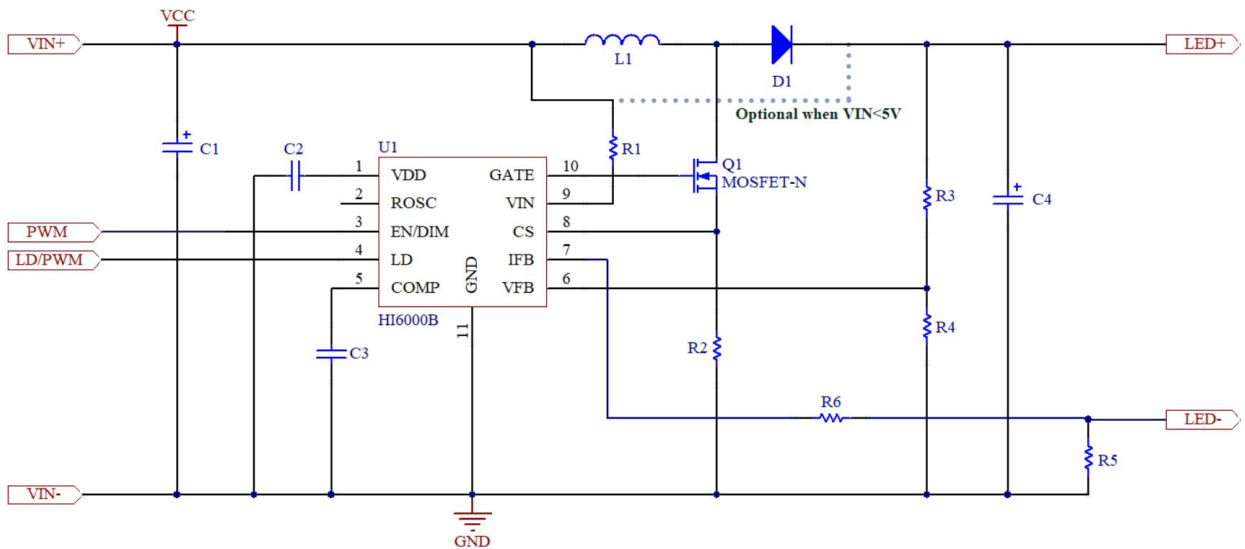 VCC
VIN+
LED+
L1
D1
Optional when VIN<5V
C1
C2
U1
R1
Q1
MOSFET-N
1
VDD
GATE
10
2
ROSC
VIN
9
R3
C4
PWM
3
EN/DIM
CS
8
LD/PWM
4
LD
IFB
7
5
COMP
GND
VFB
6
HI6000B
11
R4
C3
R2
R6
LED-
R5
VIN-
GND